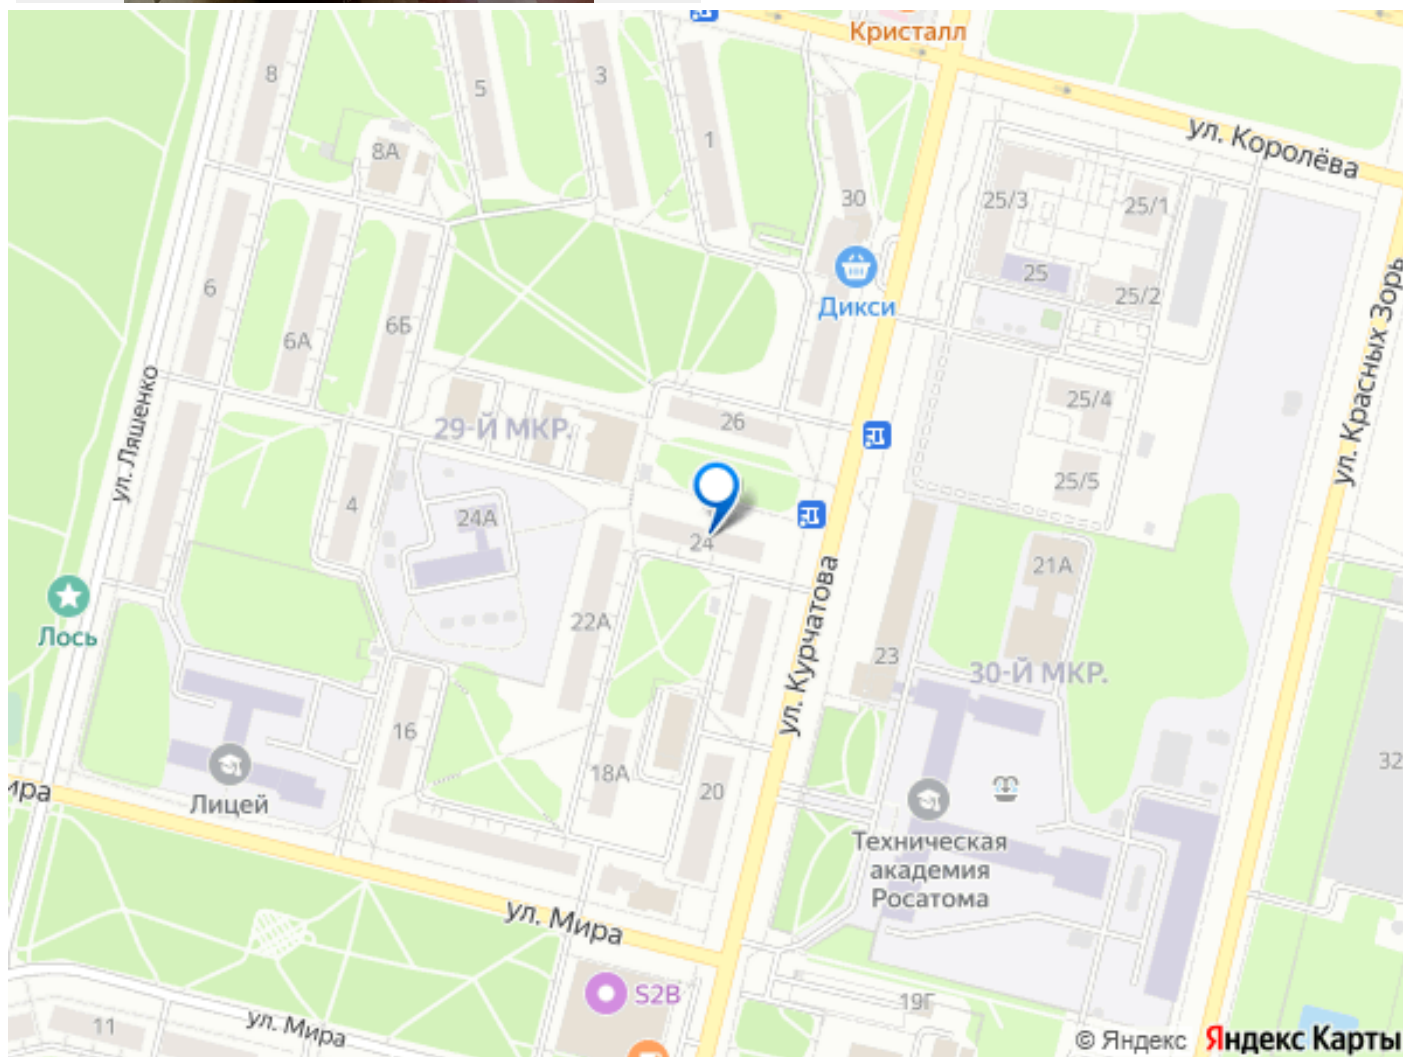 Кристалл
ул. Королёва
8
5
3
1
8А
30
25/3
25/1
25
25/2
Дикси
6
6А
6Б
ул. Ляшенко
ул. Красных Зорь
25/4
26
29-Й МКР.
25/5
4
24А
24
21А
22А
ул. Курчатова
Лось
23
30-Й МКР.
16
18А
20
32
Лицей
ира
Техническая
академия
Росатома
ул. Мира
S2B
19Г
11
ул. Мира
© Яндекс Яндекс Карты